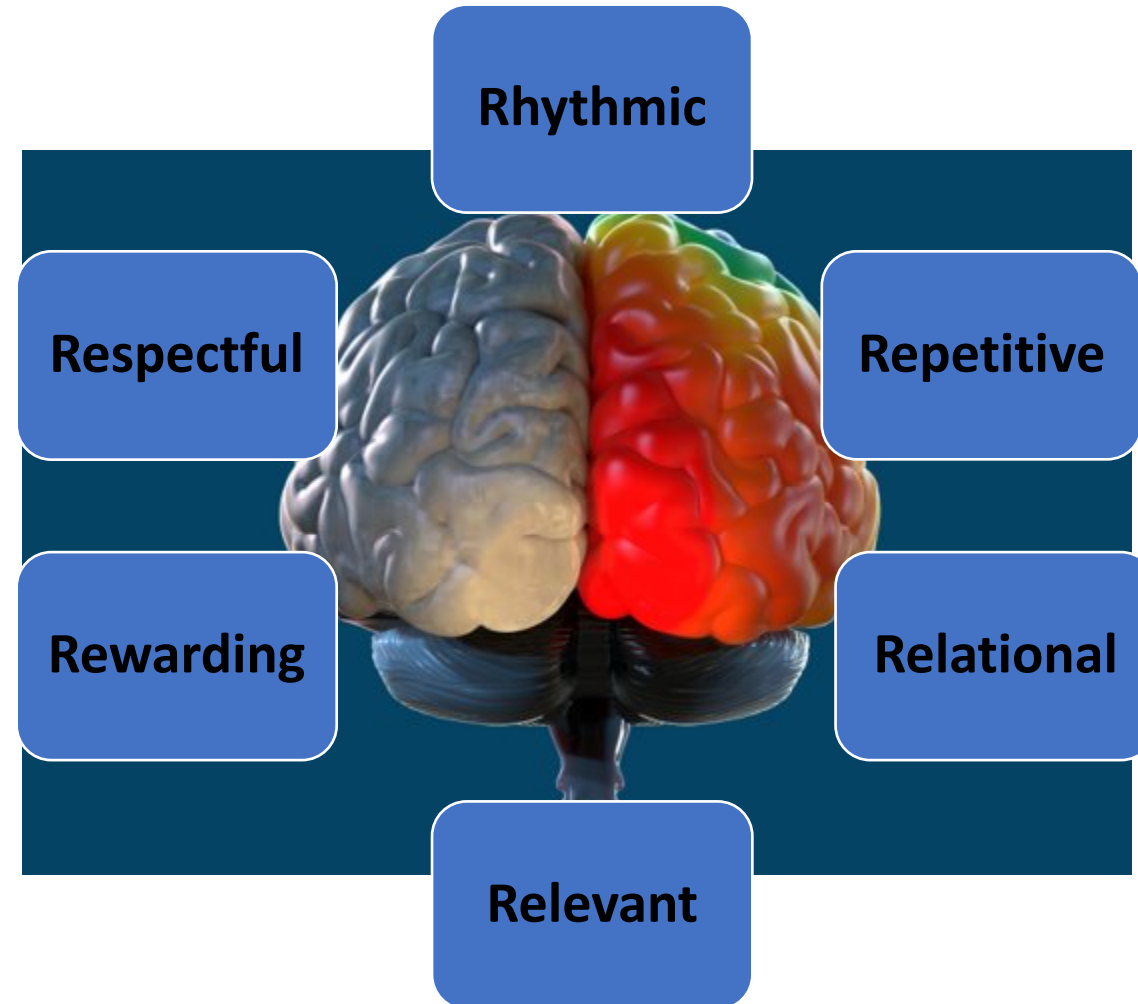 Rhythmic
Respectful
Repetitive
Rewarding
Relational
Relevant